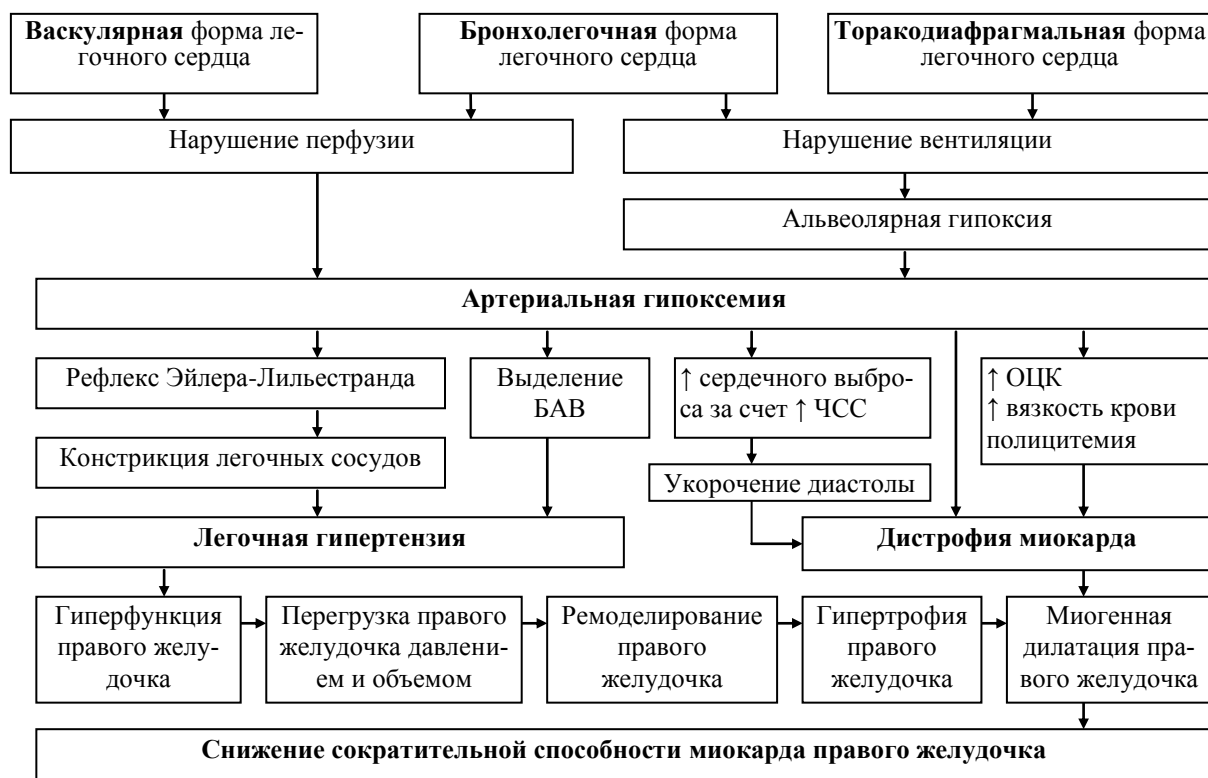 Васкулярная форма ле-
гочного сердца
Бронхолегочная форма
легочного сердца
Торакодиафрагмальная форма
легочного сердца
Нарушение перфузии
Нарушение вентиляции
Альвеолярная гипоксия
Артериальная гипоксемия
Рефлекс Эйлера-Лильестранда
Выделение
БАВ
↑ сердечного выбро-
са за счет ↑ ЧСС
↑ ОЦК
↑ вязкость крови
полицитемия
Констрикция легочных сосудов
Укорочение диастолы
Легочная гипертензия
Дистрофия миокарда
Гиперфункция
правого желу-
дочка
Перегрузка правого
желудочка давлени-
ем и объемом
Ремоделирование
правого
желудочка
Гипертрофия
правого
желудочка
Миогенная
дилатация пра-
вого желудочка
Снижение сократительной способности миокарда правого желудочка